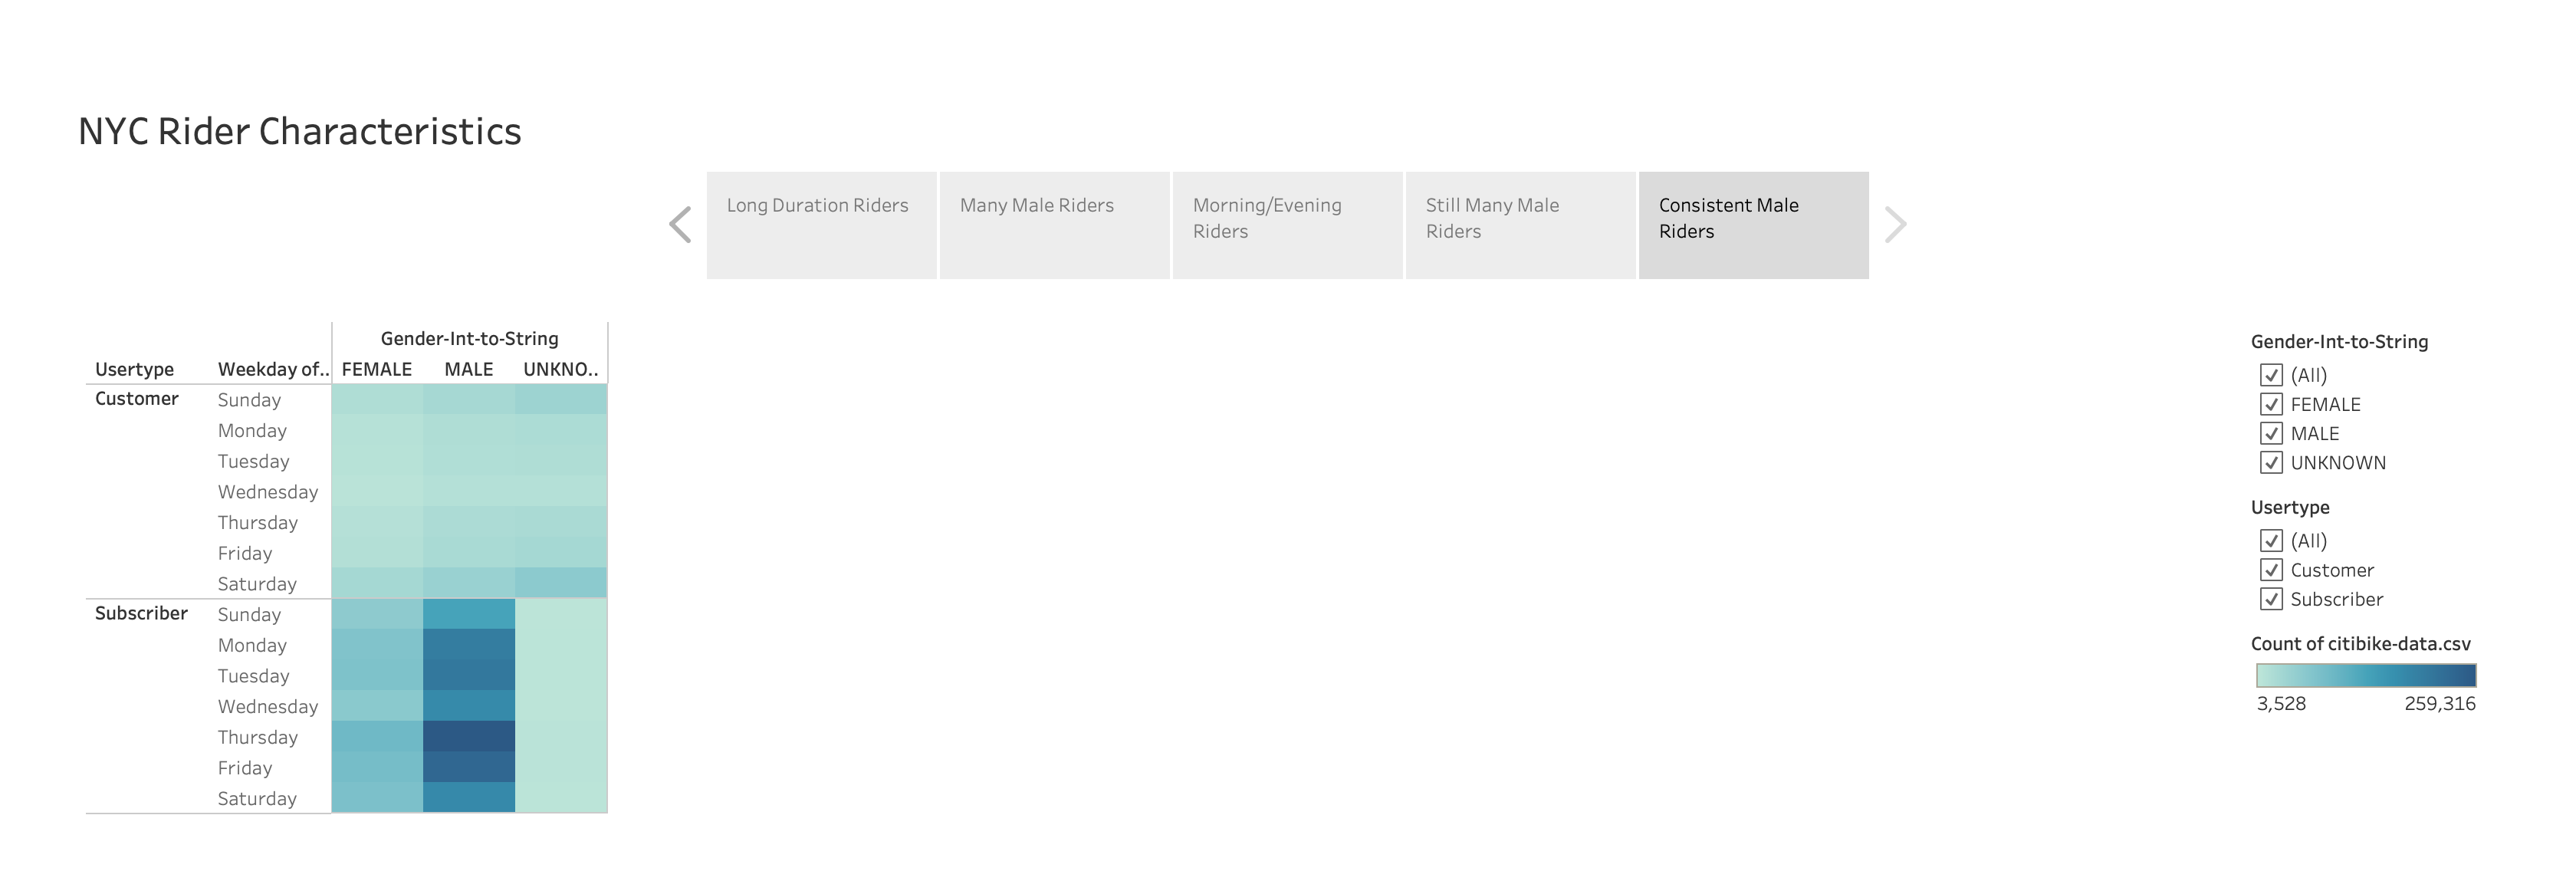 NYC Rider Characteristics
Long Duration Riders
Many Male Riders
Morning/Evening
Riders
Still Many Male
Riders
Consistent Male
Riders
Gender-Int-to-String
Usertype Weekday of.. FEMALE MALE UNKNO..
Customer Sunday
Monday
Tuesday
Wednesday
Thursday
Friday
Saturday
Subscriber Sunday
Monday
Tuesday
Wednesday
Thursday
Friday
Saturday
Gender-Int-to-String
(All)
FEMALE
MALE
UNKNOWN
Usertype
(All)
Customer
Subscriber
Count of citibike-data.csv
3,528 259,316